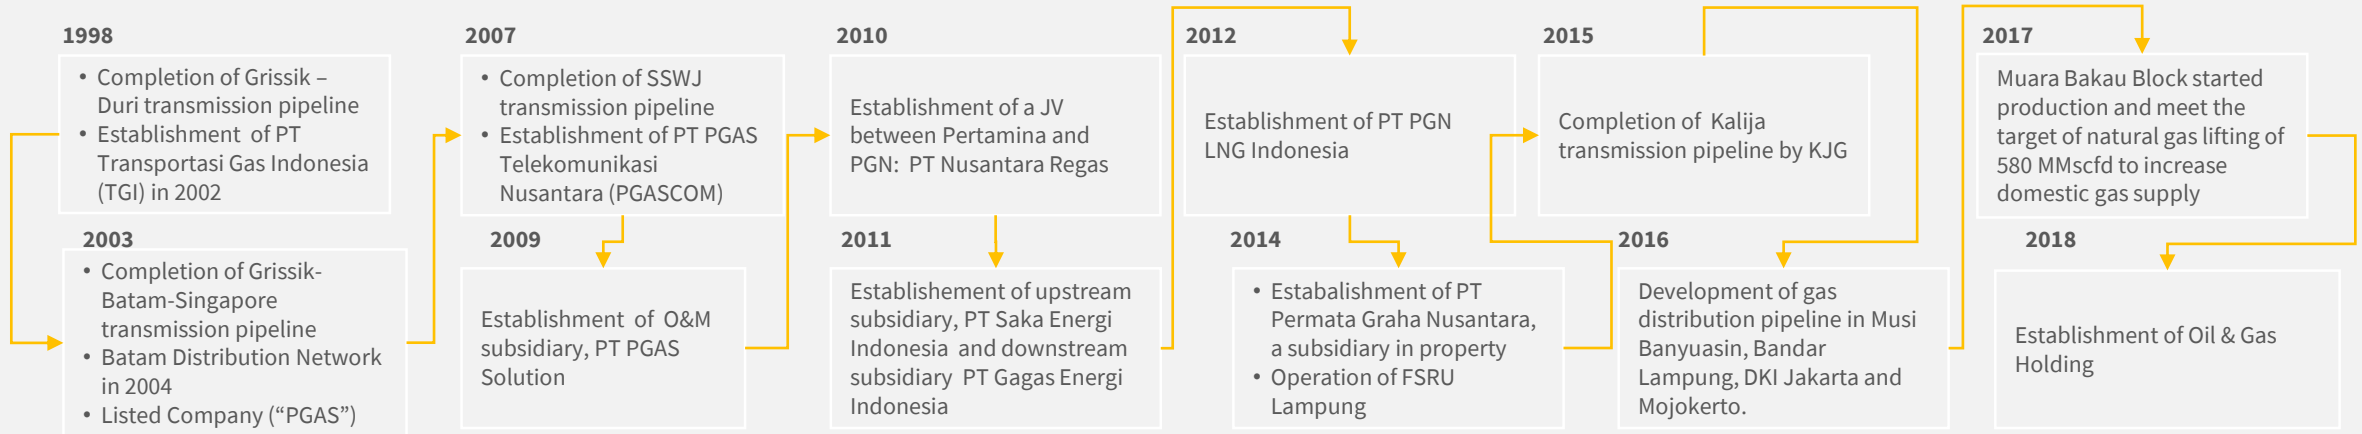 1998
• Completion of Grissik –
Duri transmission pipeline
• Establishment of PT
Transportasi Gas Indonesia
(TGI) in 2002
2003
• Completion of Grissik-
Batam-Singapore
transmission pipeline
• Batam Distribution Network
in 2004
• Listed Company (“PGAS”)
2007
• Completion of SSWJ
transmission pipeline
• Establishment of PT PGAS
Telekomunikasi
Nusantara (PGASCOM)
2009
Establishment of O&M
subsidiary, PT PGAS
Solution
2010
Establishment of a JV
between Pertamina and
PGN: PT Nusantara Regas
2011
Establishement of upstream
subsidiary, PT Saka Energi
Indonesia and downstream
subsidiary PT Gagas Energi
Indonesia
2012
Establishment of PT PGN
LNG Indonesia
2014
• Estabalishment of PT
Permata Graha Nusantara,
a subsidiary in property
• Operation of FSRU
Lampung
2015
Completion of Kalija
transmission pipeline by KJG
2016
Development of gas
distribution pipeline in Musi
Banyuasin, Bandar
Lampung, DKI Jakarta and
Mojokerto.
2017
Muara Bakau Block started
production and meet the
target of natural gas lifting of
580 MMscfd to increase
domestic gas supply
2018
Establishment of Oil & Gas
Holding